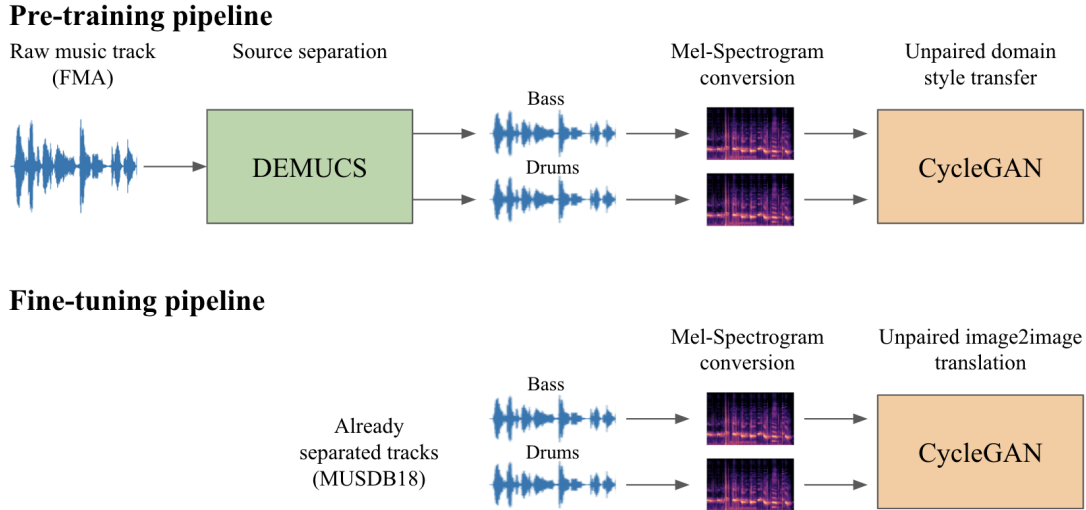 Pre-training pipeline
Raw music track
(FMA)
Source separation
Mel-Spectrogram
conversion
Unpaired domain
style transfer
DEMUCS
Bass
Drums
CycleGAN
Fine-tuning pipeline
Mel-Spectrogram
conversion
Unpaired image2image
translation
Already
separated tracks
(MUSDB18)
Bass
Drums
CycleGAN